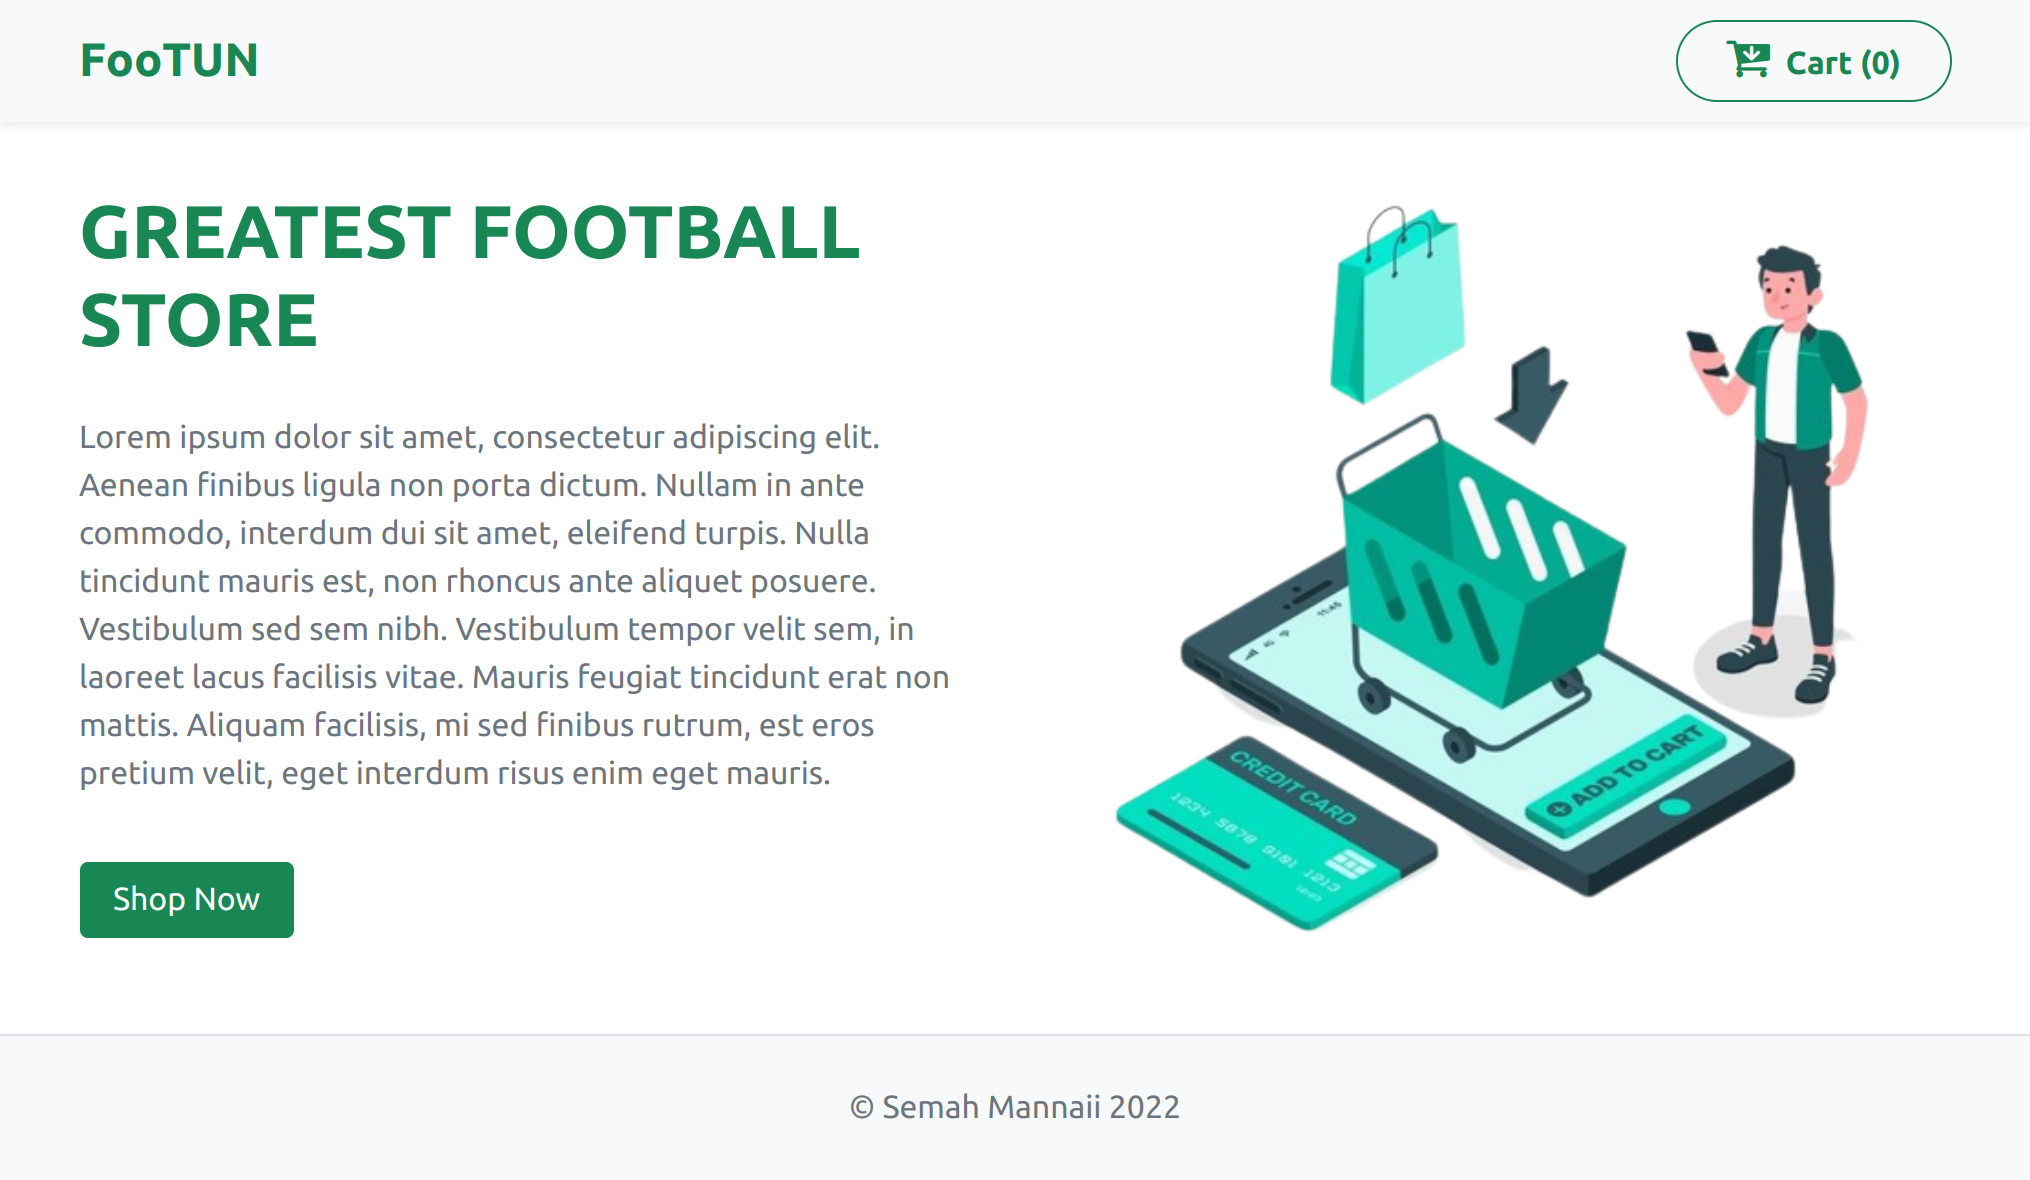 FooTUN
Cart (0)
GREATEST FOOTBALL
STORE
Lorem ipsum dolor sit amet, consectetur adipiscing elit.
Aenean finibus ligula non porta dictum. Nullam in ante
commodo, interdum dui sit amet, eleifend turpis. Nulla
tincidunt mauris est, non rhoncus ante aliquet posuere.
Vestibulum sed sem nibh. Vestibulum tempor velit sem, in
laoreet lacus facilisis vitae. Mauris feugiat tincidunt erat non
mattis. Aliquam facilisis, mi sed finibus rutrum, est eros
pretium velit, eget interdum risus enim eget mauris.
Shop Now
4G
11:45
ADD TO CART
CREDIT CARD
1234 5678 9101 1213
© Semah Mannaii 2022